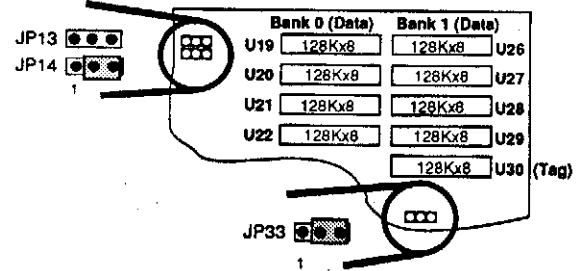 Bank 0 (Data) Bank 1 (Data)
JP13 U19 128Kx8 128Kx8 U26
JP14 U20 128Kx8 128Kx8 U27
1 U21 128Kx8 128Kx8 U28
U22 128Kx8 128Kx8 U29
128Kx8 U30 (Tag)
JP33
1